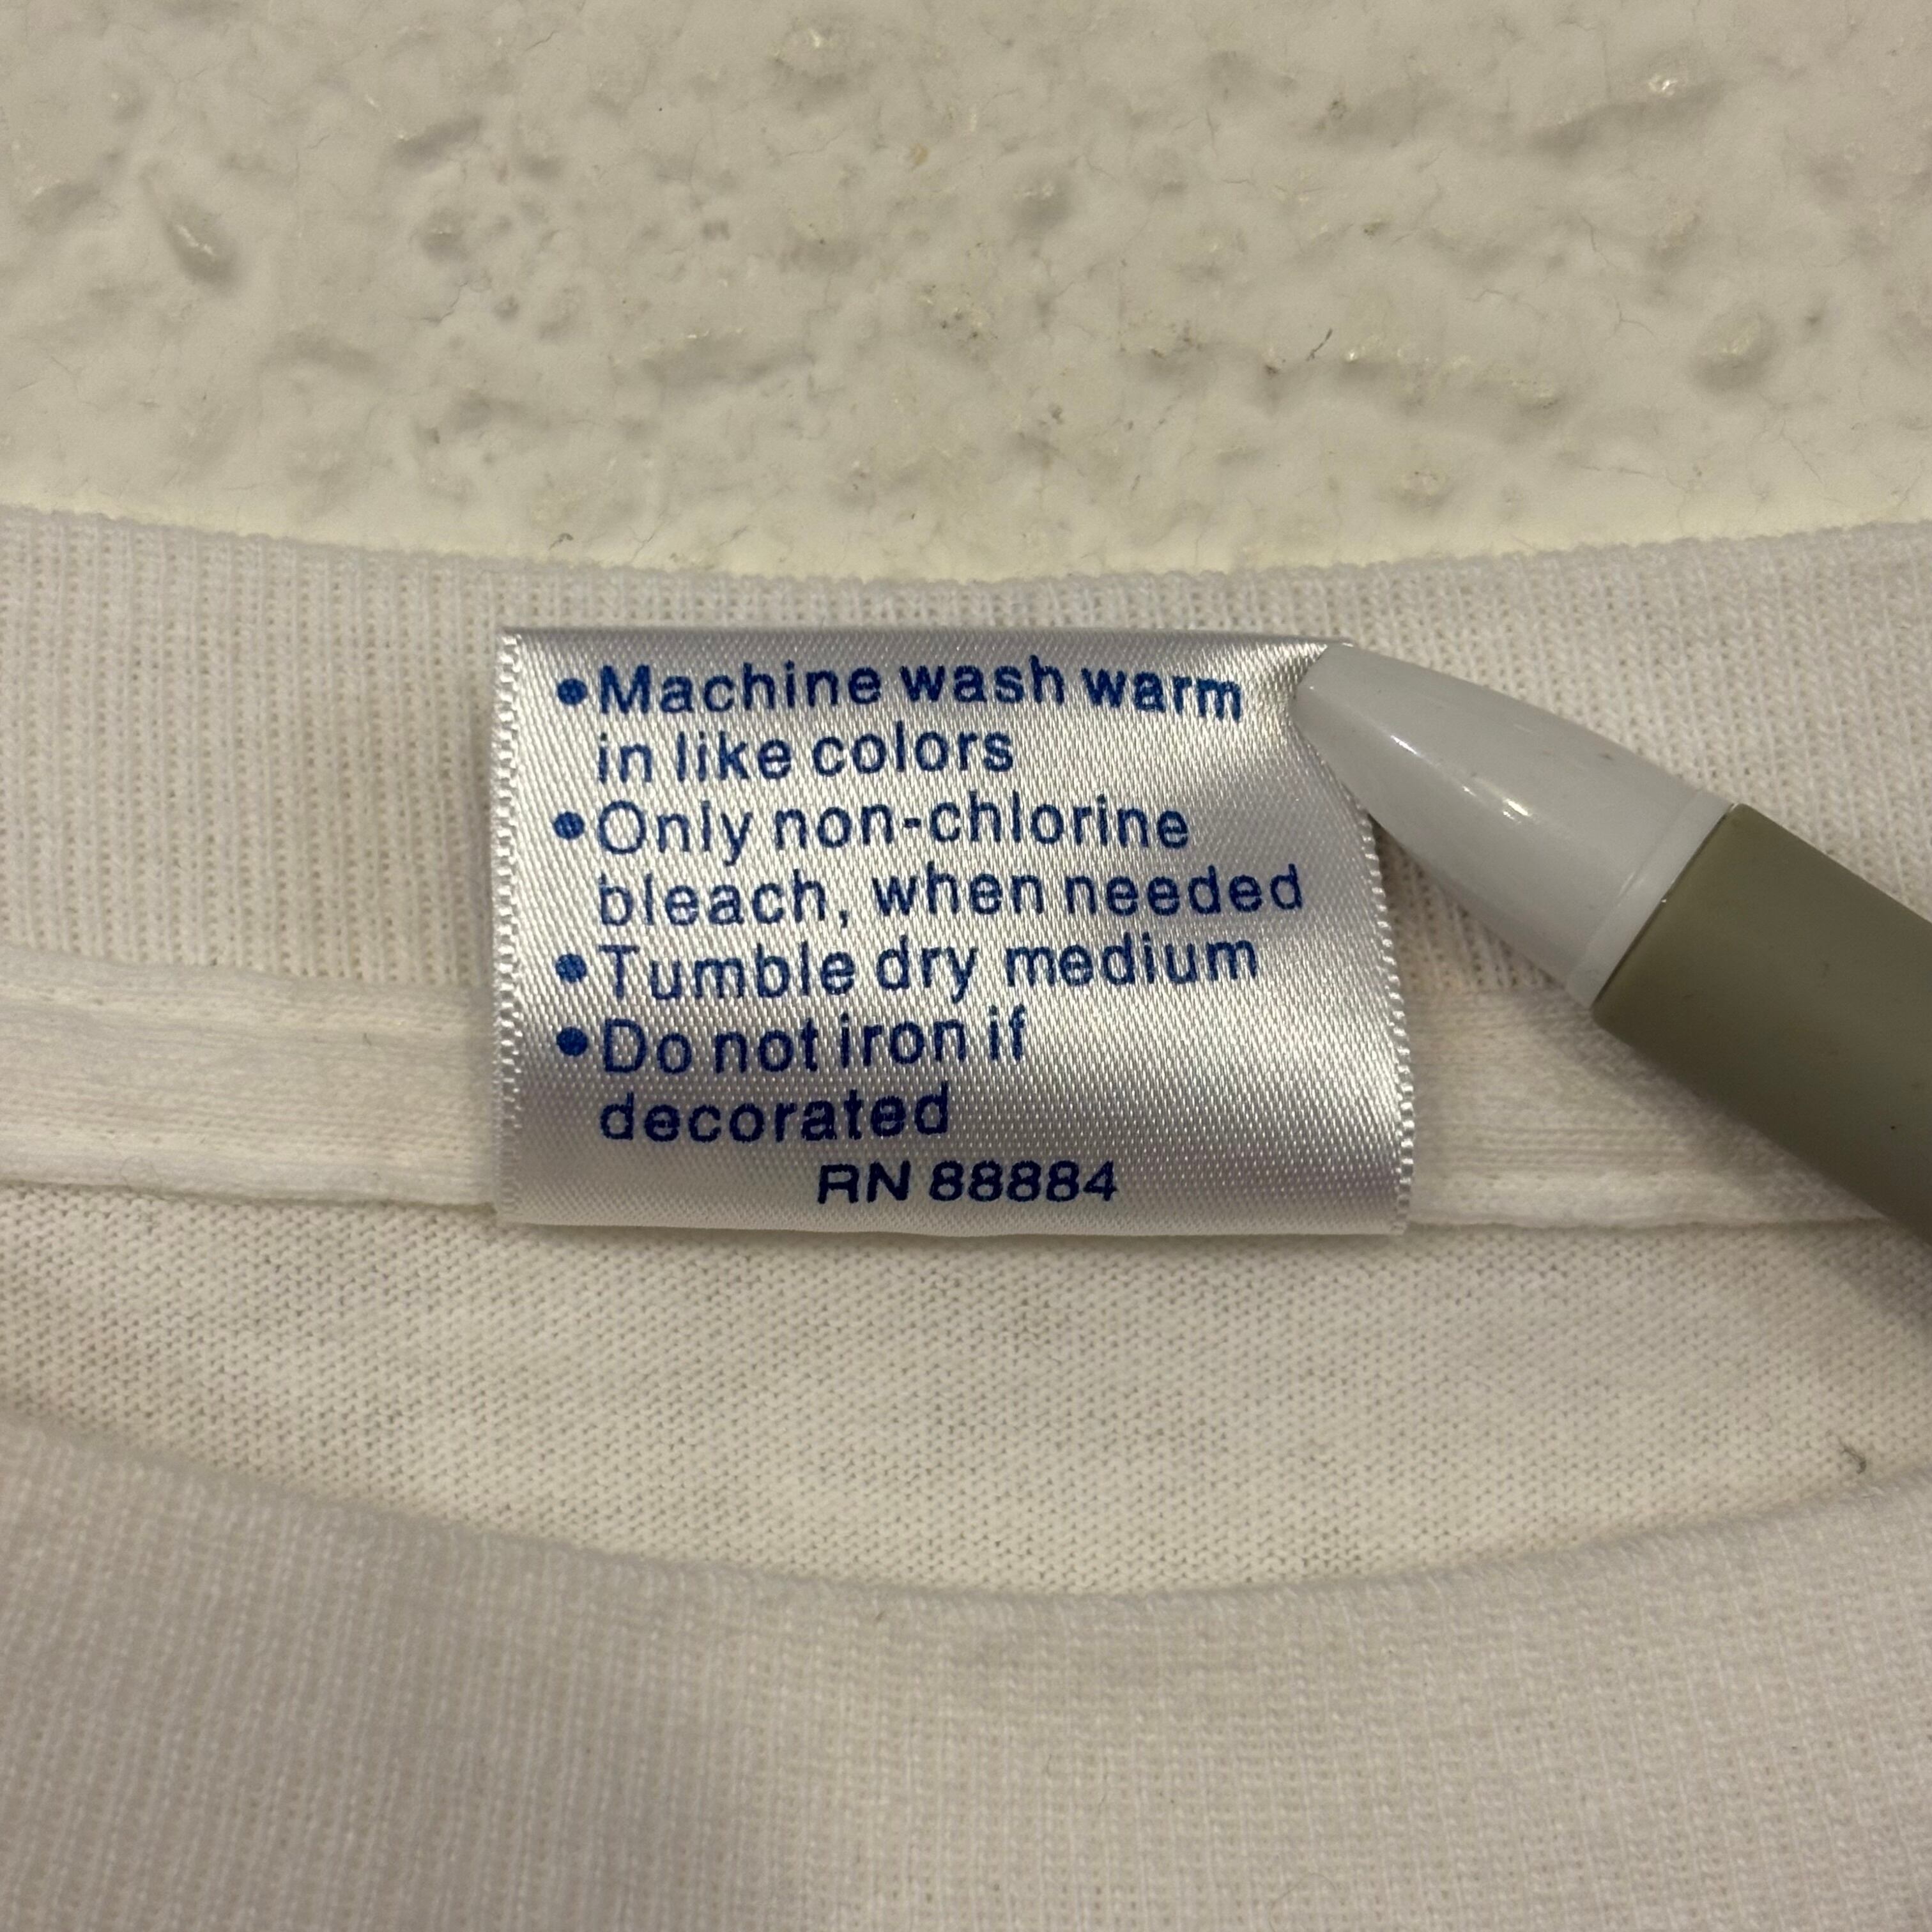 •Machine wash warm
in like colors
•Only non-chlorine
bleach, when needed
•Tumble dry medium
•Do not iron if
decorated
RN 88884